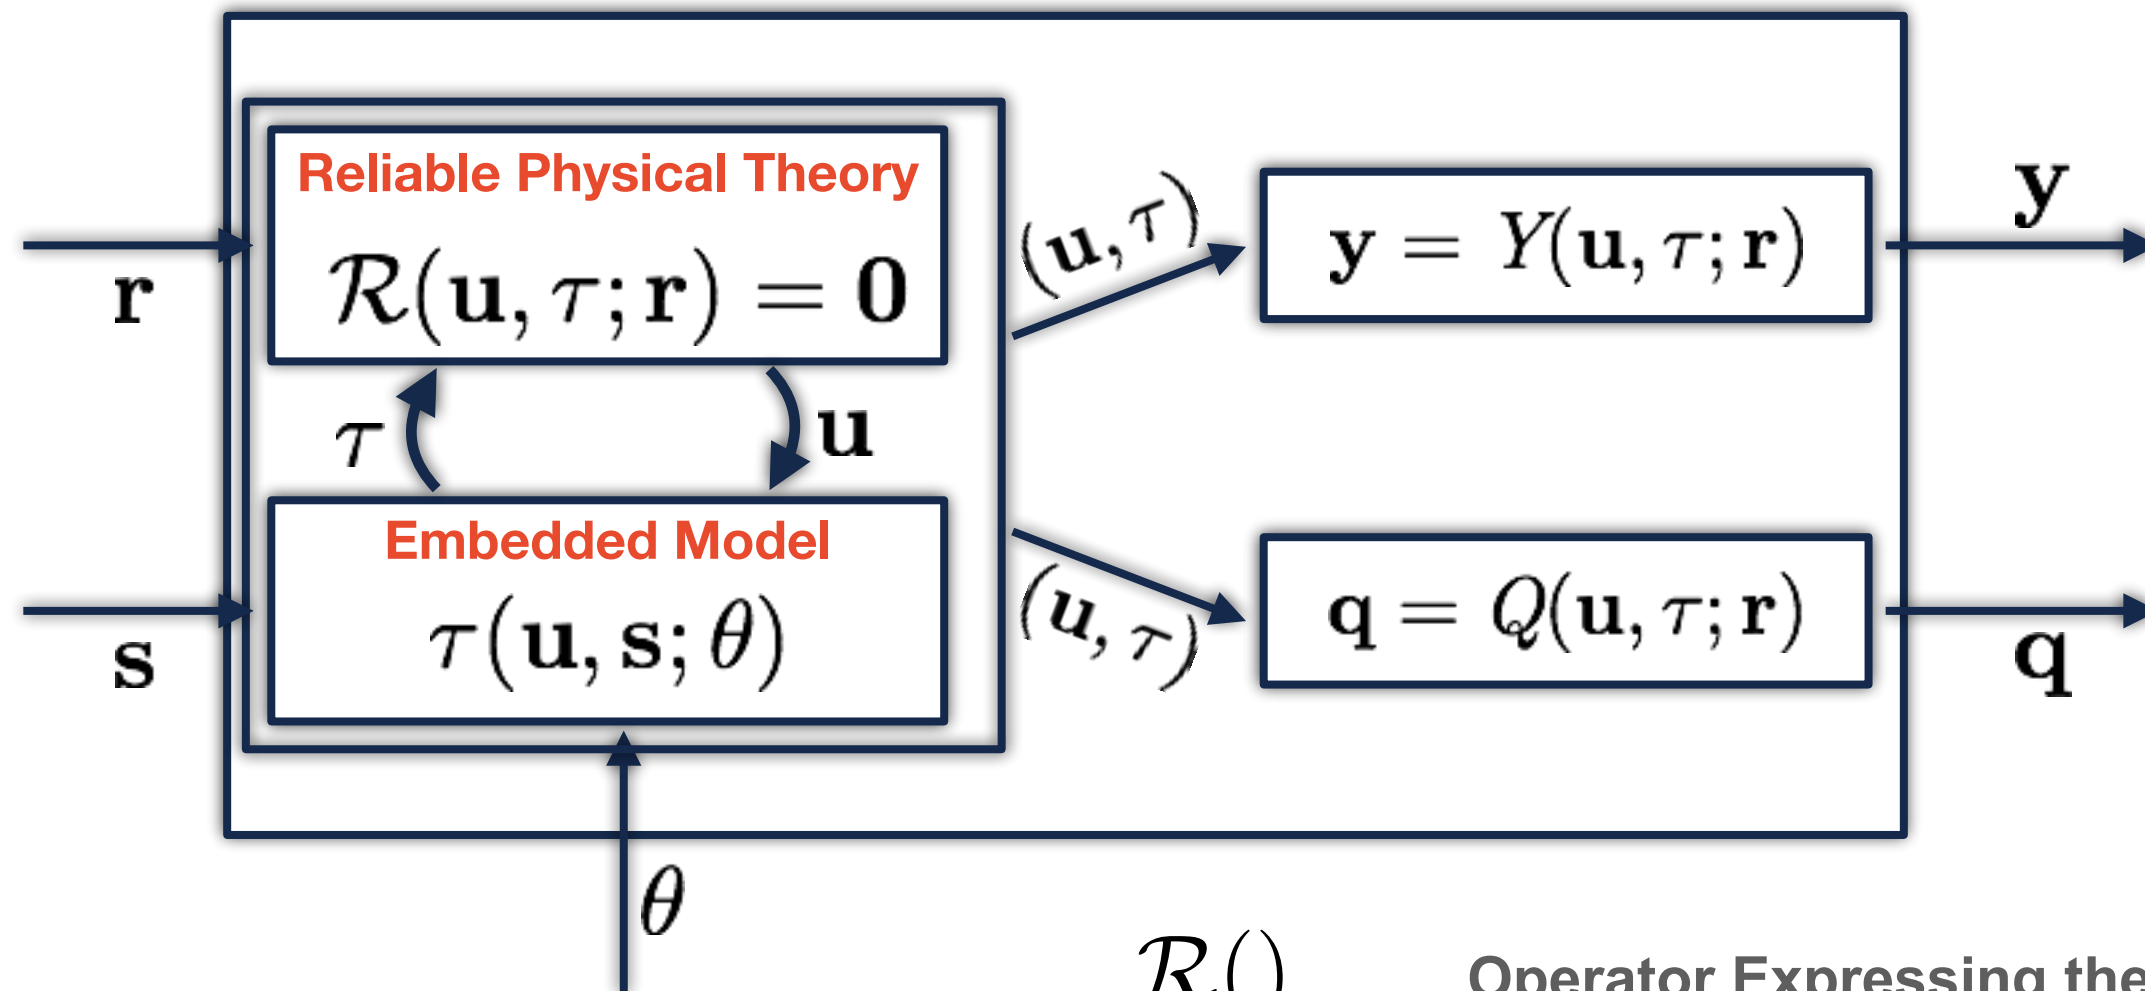 Reliable Physical Theory
(𝐮, τ)
𝐲
𝐲 = Y(𝐮, τ; 𝐫)
ℛ(𝐮, τ; 𝐫) = 𝟎
𝐫
τ
𝐮
Embedded Model
(𝐮, τ)
𝐪 = Q(𝐮, τ; 𝐫)
τ(𝐮, 𝐬; θ)
𝐬
𝐪
θ
ℛ()
Operator Expressing the